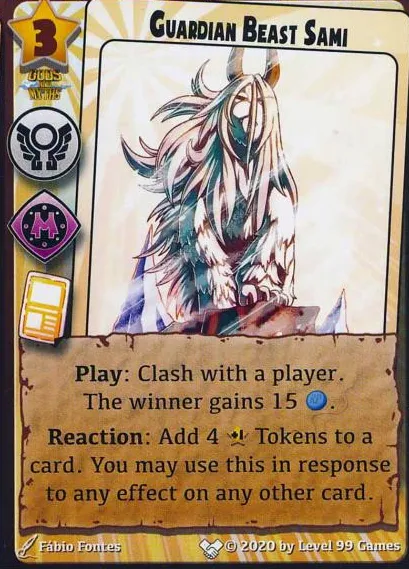 Guardian Beast Sami
3
M
Play: Clash with a player.
The winner gains 15 .
Reaction: Add 4 Tokens to a
card. You may use this in response
to any effect on any other card.
Fábio Fontes © 2020 by Level 99 Games